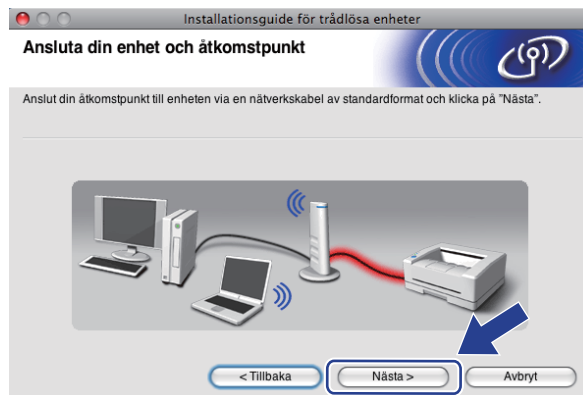 Installationsguide för trådlösa enheter
Ansluta din enhet och åtkomstpunkt
Anslut din åtkomstpunkt till enheten via en nätverkskabel av standardformat och klicka på ”Nästa”.
< Tillbaka
Nästa >
Avbryt